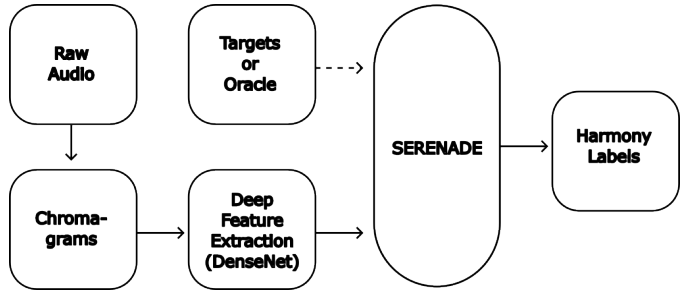 Raw
Audio
Targets
or
Oracle
SERENADE
Harmony
Labels
Chroma-
grams
Deep
Feature
Extraction
(DenseNet)